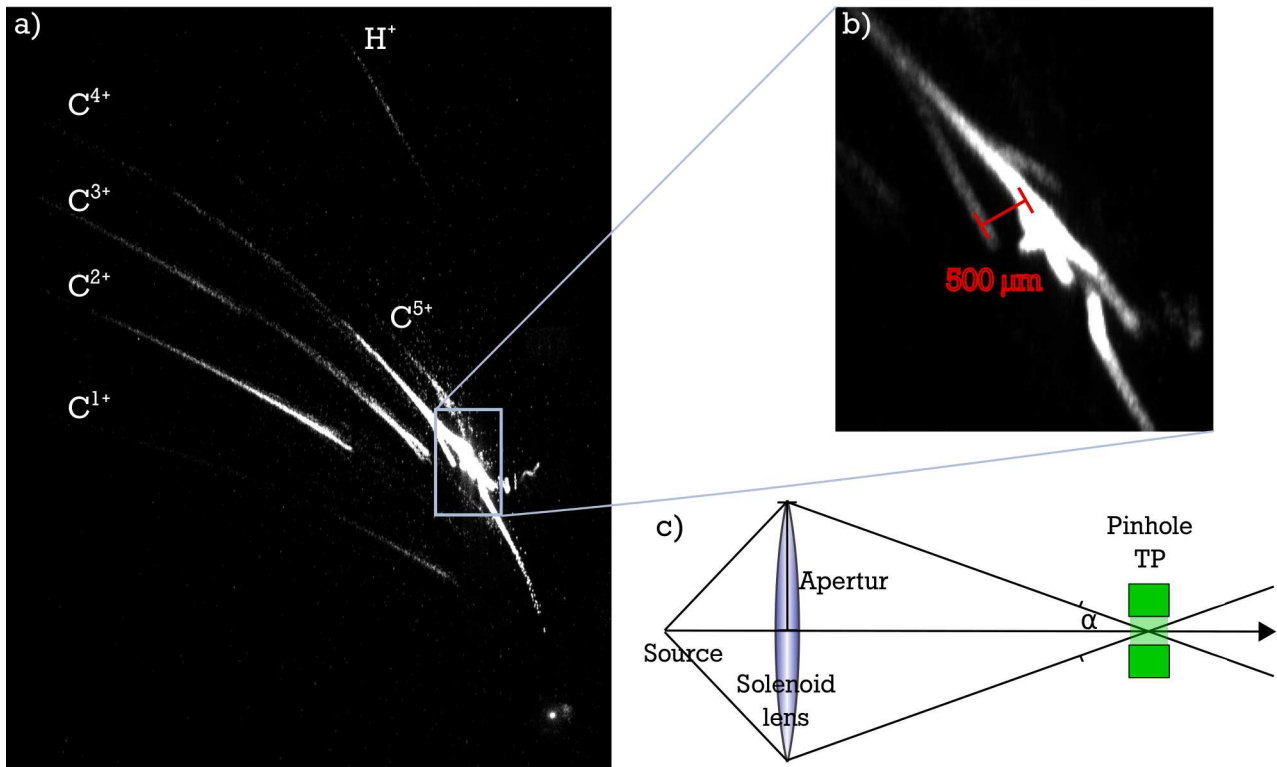 a)
H⁺
C⁴⁺
C³⁺
C²⁺
C⁵⁺
C¹⁺
b)
500 µm
c)
Pinhole
TP
Apertur
α
Source
Solenoid
lens